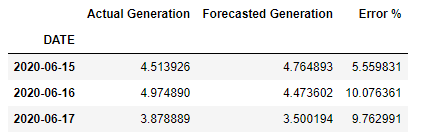 Actual Generation Forecasted Generation Error %
DATE
2020-06-15 4.513926 4.764893 5.559831
2020-06-16 4.974890 4.473602 10.076361
2020-06-17 3.878889 3.500194 9.762991